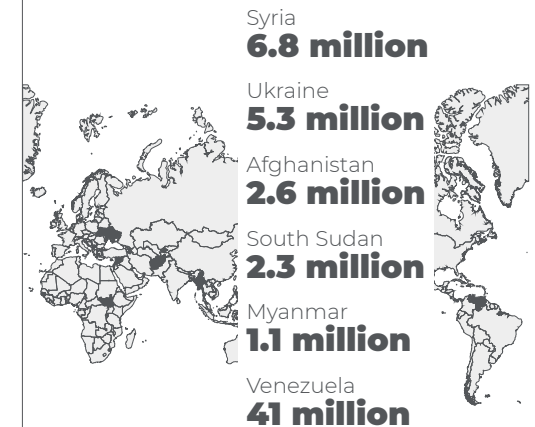 Syria
6.8 million
Ukraine
5.3 million
Afghanistan
2.6 million
South Sudan
2.3 million
Myanmar
1.1 million
Venezuela
41 million